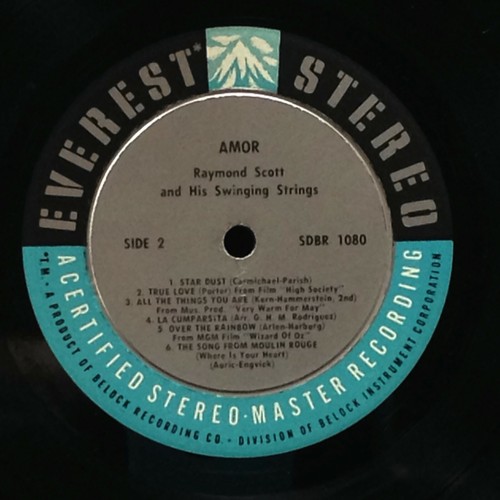 EVEREST* STEREO
AMOR
Raymond Scott
and His Swinging Strings
SIDE 2
SDBR 1080
1. STAR DUST (Carmichael-Parish)
2. TRUE LOVE (Porter) From Film "High Society"
3. ALL THE THINGS YOU ARE (Kern-Hammerstein, 2nd)
From Mus. Prod. "Very Warm For May"
4. LA CUMPARSITA (Arr. G. H. M. Rodriguez)
5. OVER THE RAINBOW (Arlen-Harburg)
From MGM Film "Wizard Of Oz"
6. THE SONG FROM MOULIN ROUGE
(Where Is Your Heart)
(Auric-Engvick)
A CERTIFIED STEREO-MASTER RECORDING
*T.M. - A PRODUCT OF BELOCK RECORDING CO. - DIVISION OF BELOCK INSTRUMENT CORPORATION